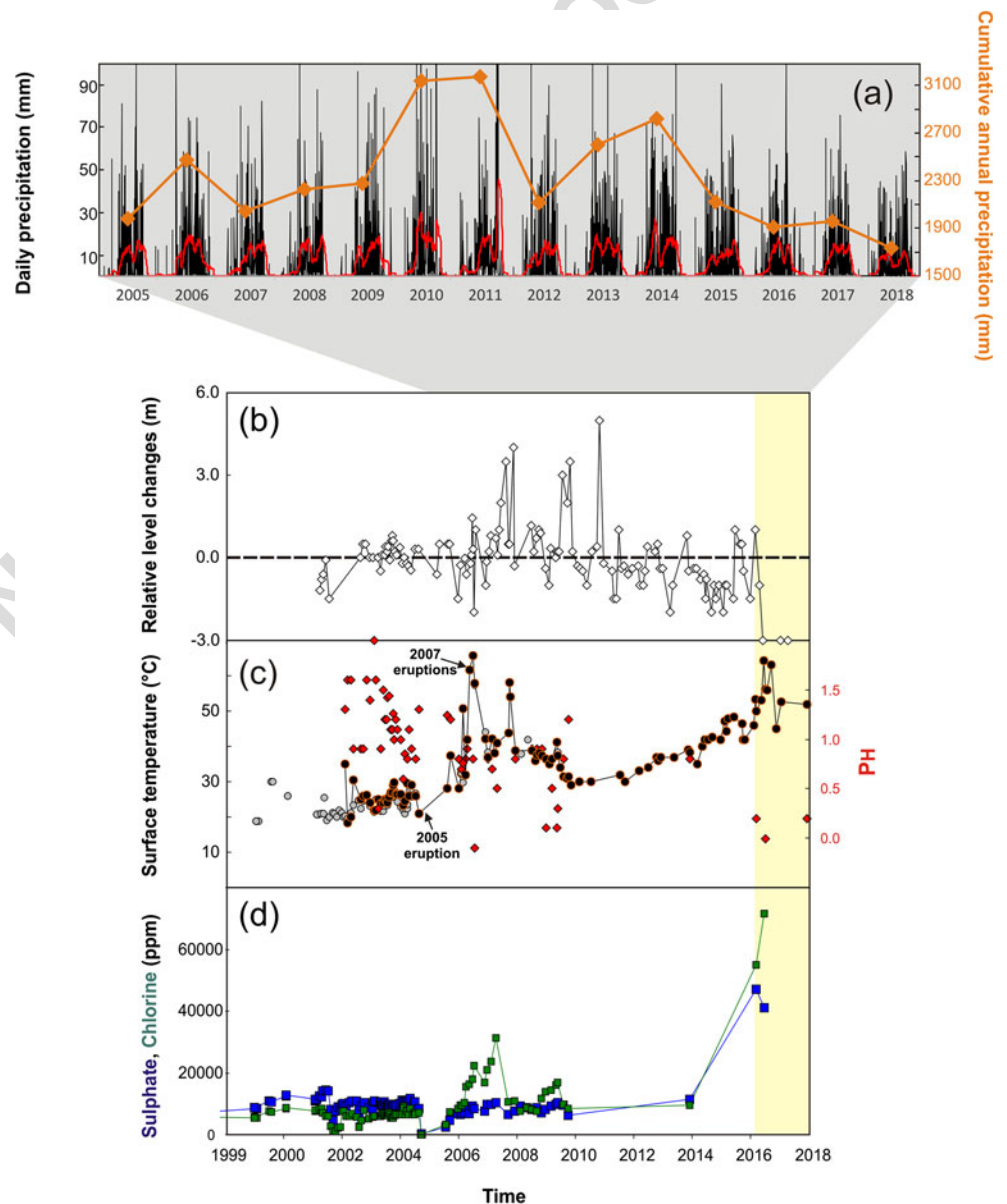 (a)
Daily precipitation (mm)
90
70
50
30
10
Cumulative annual precipitation (mm)
3100
2700
2300
1900
1500
2005 2006 2007 2008 2009 2010 2011 2012 2013 2014 2015 2016 2017 2018
(b)
Relative level changes (m)
6.0
3.0
0.0
-3.0
(c)
Surface temperature (°C)
50
30
10
2007
eruptions
2005
eruption
PH
1.5
1.0
0.5
0.0
(d)
Sulphate, Chlorine (ppm)
60000
40000
20000
0
1999 2000 2002 2004 2006 2008 2010 2012 2014 2016 2018
Time